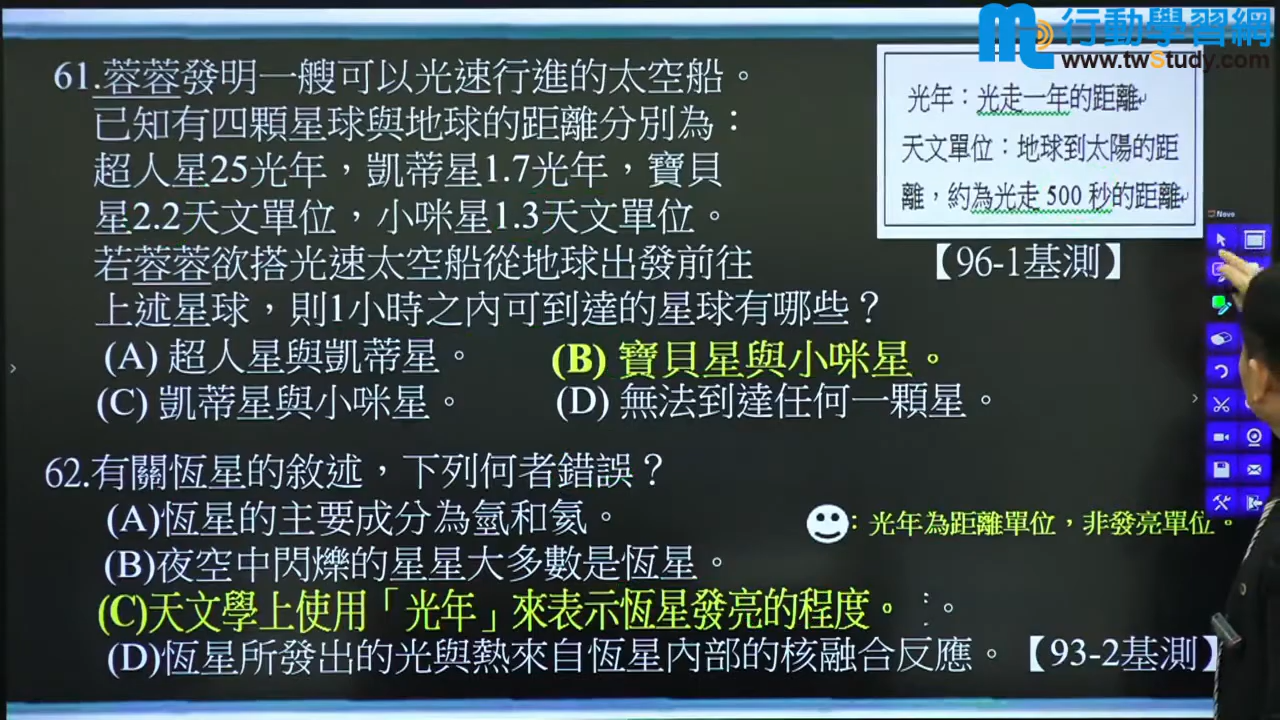 行動學習網
www.twStudy.com
光年：光走一年的距離
天文單位：地球到太陽的距
離，約為光走 500 秒的距離
Novo
61.蓉蓉發明一艘可以光速行進的太空船。
已知有四顆星球與地球的距離分別為：
超人星25光年，凱蒂星1.7光年，寶貝
星2.2天文單位，小咪星1.3天文單位。
若蓉蓉欲搭光速太空船從地球出發前往
【96-1基測】
上述星球，則1小時之內可到達的星球有哪些？
(A) 超人星與凱蒂星。
(B) 寶貝星與小咪星。
(C) 凱蒂星與小咪星。
(D) 無法到達任何一顆星。
62.有關恆星的敘述，下列何者錯誤？
(A)恆星的主要成分為氫和氦。
：光年為距離單位，非發亮單位。
(B)夜空中閃爍的星星大多數是恆星。
(C)天文學上使用「光年」來表示恆星發亮的程度。
(D)恆星所發出的光與熱來自恆星內部的核融合反應。
【93-2基測】